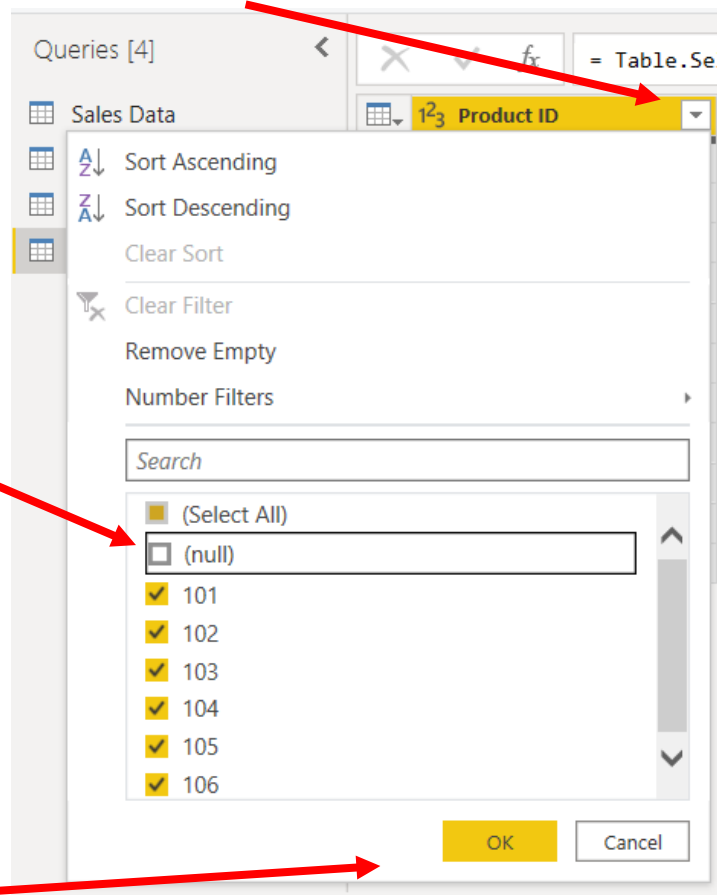 Queries [4]
fx = Table.Se
Sales Data
1²3 Product ID
Sort Ascending
Sort Descending
Clear Sort
Clear Filter
Remove Empty
Number Filters
Search
(Select All)
(null)
101
102
103
104
105
106
OK Cancel